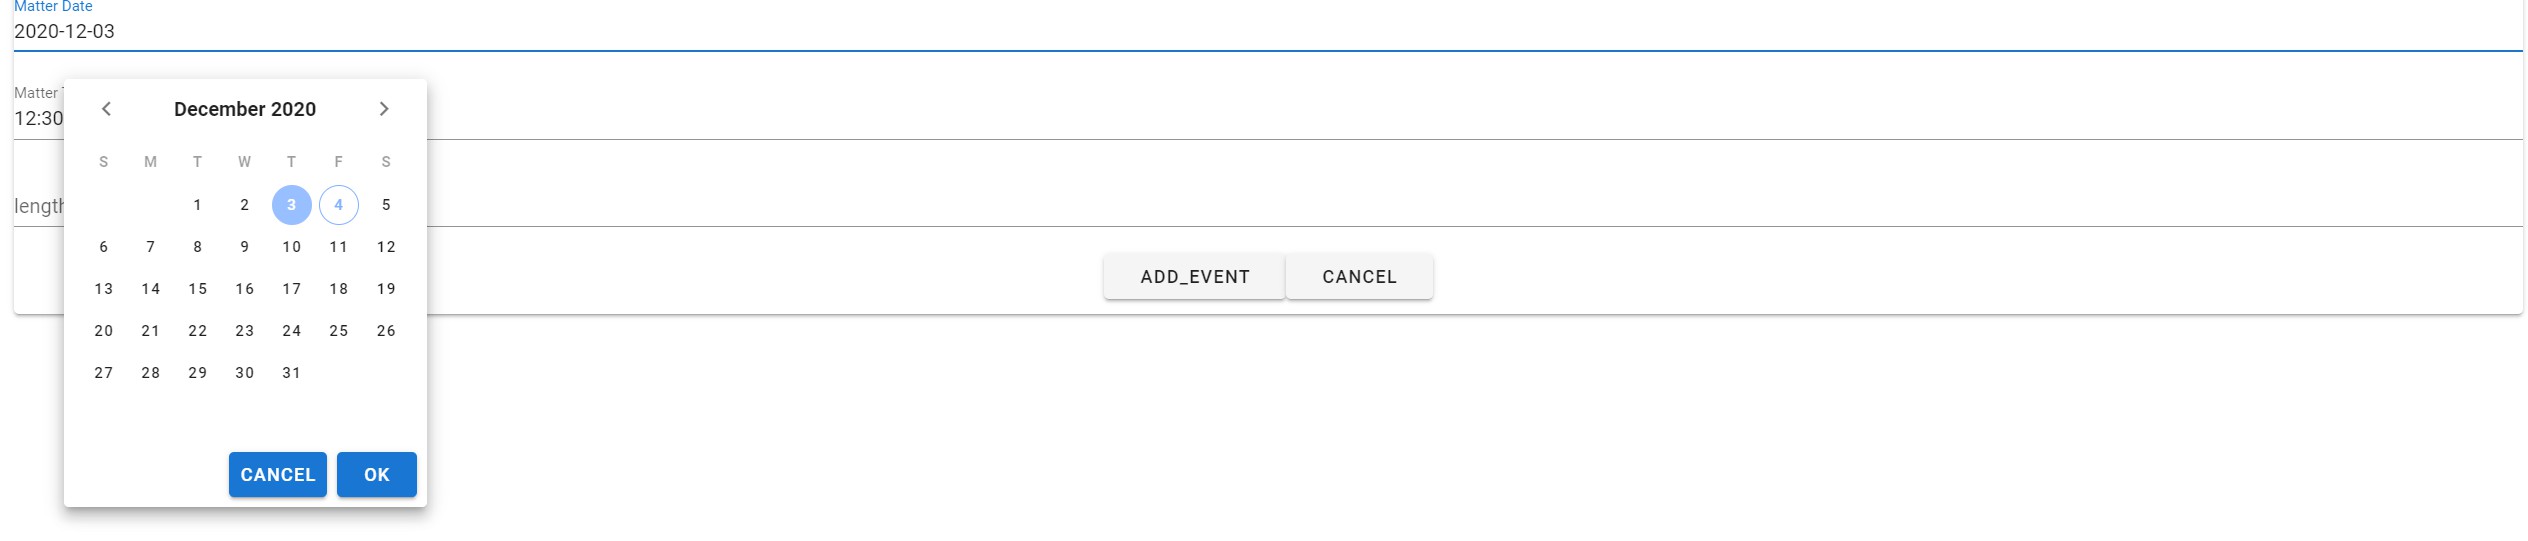 Matter Date
2020-12-03
Matter
12:30
length
December 2020
S M T W T F S
1 2 3 4 5
6 7 8 9 10 11 12
13 14 15 16 17 18 19
20 21 22 23 24 25 26
27 28 29 30 31
CANCEL OK
ADD_EVENT CANCEL